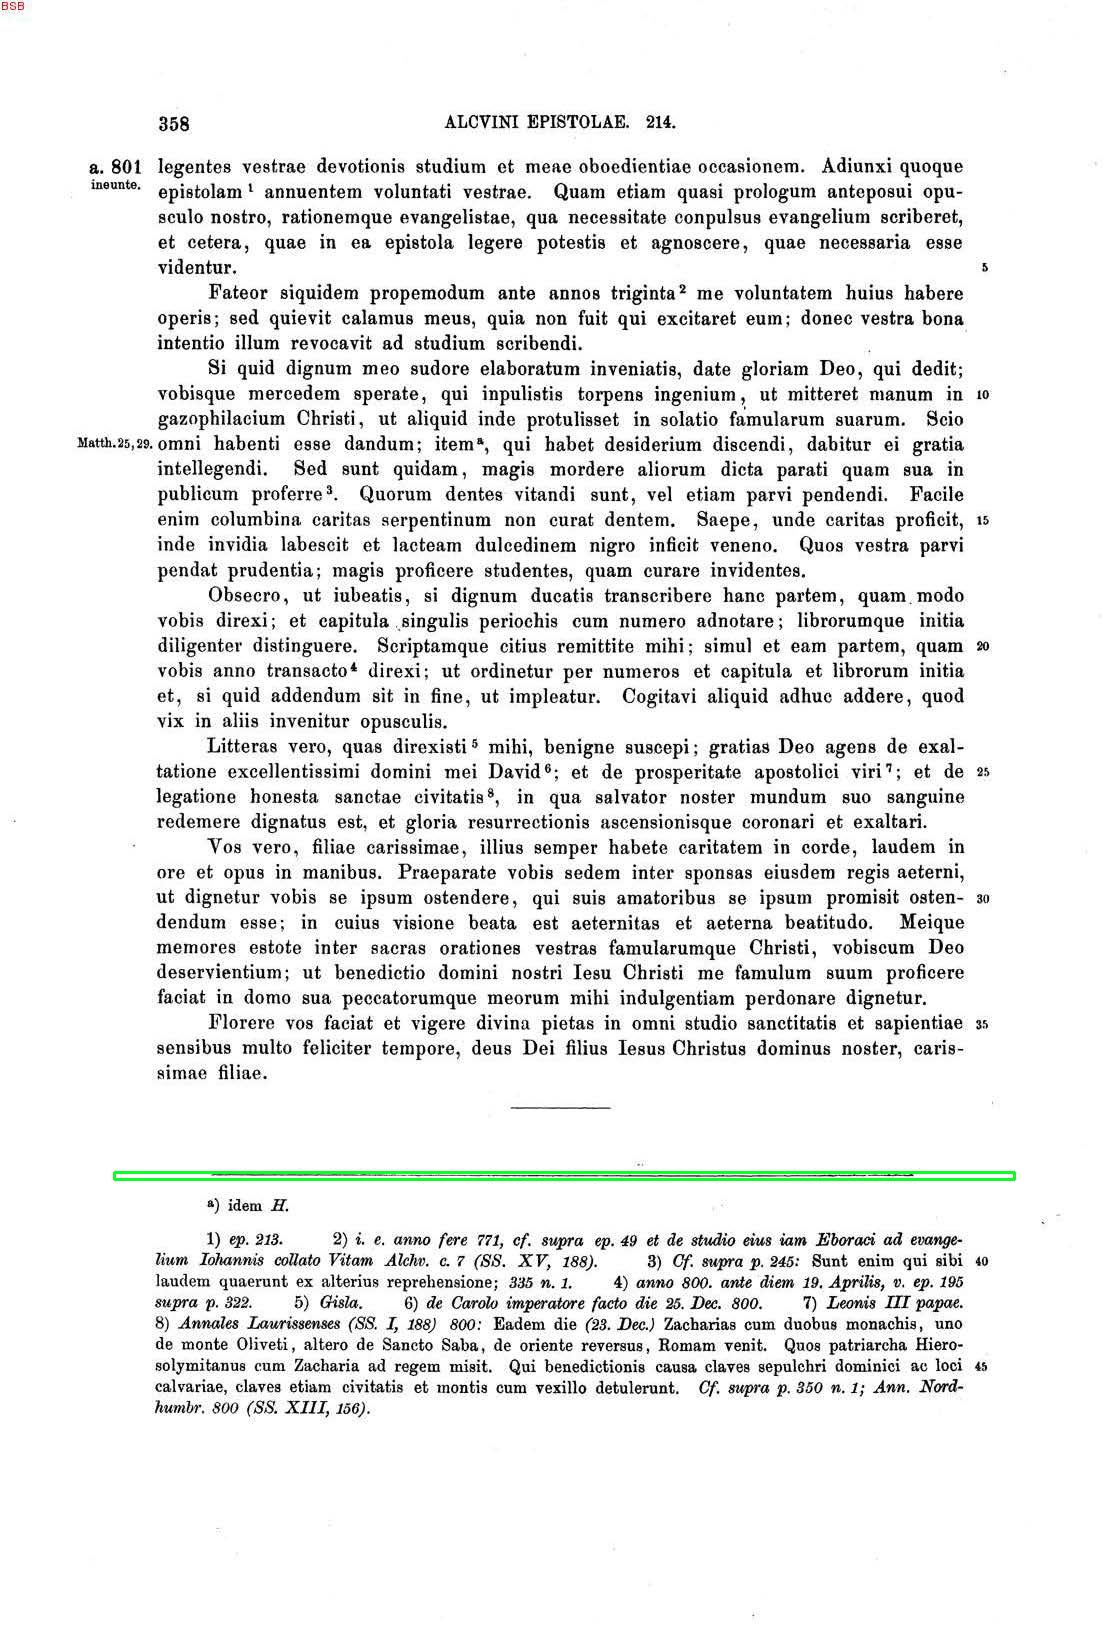 BSB
358 ALCVINI EPISTOLAE. 214.
a. 801 legentes vestrae devotionis studium et meae oboedientiae occasionem. Adiunxi quoque
ineunte. epistolam¹ annuentem voluntati vestrae. Quam etiam quasi prologum anteposui opu-
sculo nostro, rationemque evangelistae, qua necessitate conpulsus evangelium scriberet,
et cetera, quae in ea epistola legere potestis et agnoscere, quae necessaria esse
videntur. 5
Fateor siquidem propemodum ante annos triginta² me voluntatem huius habere
operis; sed quievit calamus meus, quia non fuit qui excitaret eum; donec vestra bona
intentio illum revocavit ad studium scribendi.
Si quid dignum meo sudore elaboratum inveniatis, date gloriam Deo, qui dedit;
vobisque mercedem sperate, qui inpulistis torpens ingenium, ut mitteret manum in 10
gazophilacium Christi, ut aliquid inde protulisset in solatio famularum suarum. Scio
Matth. 25, 29. omni habenti esse dandum; itemᵃ, qui habet desiderium discendi, dabitur ei gratia
intellegendi. Sed sunt quidam, magis mordere aliorum dicta parati quam sua in
publicum proferre³. Quorum dentes vitandi sunt, vel etiam parvi pendendi. Facile
enim columbina caritas serpentinum non curat dentem. Saepe, unde caritas proficit, 15
inde invidia labescit et lacteam dulcedinem nigro inficit veneno. Quos vestra parvi
pendat prudentia; magis proficere studentes, quam curare invidentes.
Obsecro, ut iubeatis, si dignum ducatis transcribere hanc partem, quam modo
vobis direxi; et capitula singulis periochis cum numero adnotare; librorumque initia
diligenter distinguere. Scriptamque citius remittite mihi; simul et eam partem, quam 20
vobis anno transacto⁴ direxi; ut ordinetur per numeros et capitula et librorum initia
et, si quid addendum sit in fine, ut impleatur. Cogitavi aliquid adhuc addere, quod
vix in aliis invenitur opusculis.
Litteras vero, quas direxisti⁵ mihi, benigne suscepi; gratias Deo agens de exal-
tatione excellentissimi domini mei David⁶; et de prosperitate apostolici viri⁷; et de 25
legatione honesta sanctae civitatis⁸, in qua salvator noster mundum suo sanguine
redemere dignatus est, et gloria resurrectionis ascensionisque coronari et exaltari.
Vos vero, filiae carissimae, illius semper habete caritatem in corde, laudem in
ore et opus in manibus. Praeparate vobis sedem inter sponsas eiusdem regis aeterni,
ut dignetur vobis se ipsum ostendere, qui suis amatoribus se ipsum promisit osten- 30
dendum esse; in cuius visione beata est aeternitas et aeterna beatitudo. Meique
memores estote inter sacras orationes vestras famularumque Christi, vobiscum Deo
deservientium; ut benedictio domini nostri Iesu Christi me famulum suum proficere
faciat in domo sua peccatorumque meorum mihi indulgentiam perdonare dignetur.
Florere vos faciat et vigere divina pietas in omni studio sanctitatis et sapientiae 35
sensibus multo feliciter tempore, deus Dei filius Iesus Christus dominus noster, caris-
simae filiae.
ᵃ) idem H.
1) ep. 213. 2) i. e. anno fere 771, cf. supra ep. 49 et de studio eius iam Eboraci ad evange-
lium Iohannis collato Vitam Alchv. c. 7 (SS. XV, 188). 3) Cf. supra p. 245: Sunt enim qui sibi 40
laudem quaerunt ex alterius reprehensione; 335 n. 1. 4) anno 800. ante diem 19. Aprilis, v. ep. 195
supra p. 322. 5) Gisla. 6) de Carolo imperatore facto die 25. Dec. 800. 7) Leonis III papae.
8) Annales Laurissenses (SS. I, 188) 800: Eadem die (23. Dec.) Zacharias cum duobus monachis, uno
de monte Oliveti, altero de Sancto Saba, de oriente reversus, Romam venit. Quos patriarcha Hiero-
solymitanus cum Zacharia ad regem misit. Qui benedictionis causa claves sepulchri dominici ac loci 45
calvariae, claves etiam civitatis et montis cum vexillo detulerunt. Cf. supra p. 350 n. 1; Ann. Nord-
humbr. 800 (SS. XIII, 156).